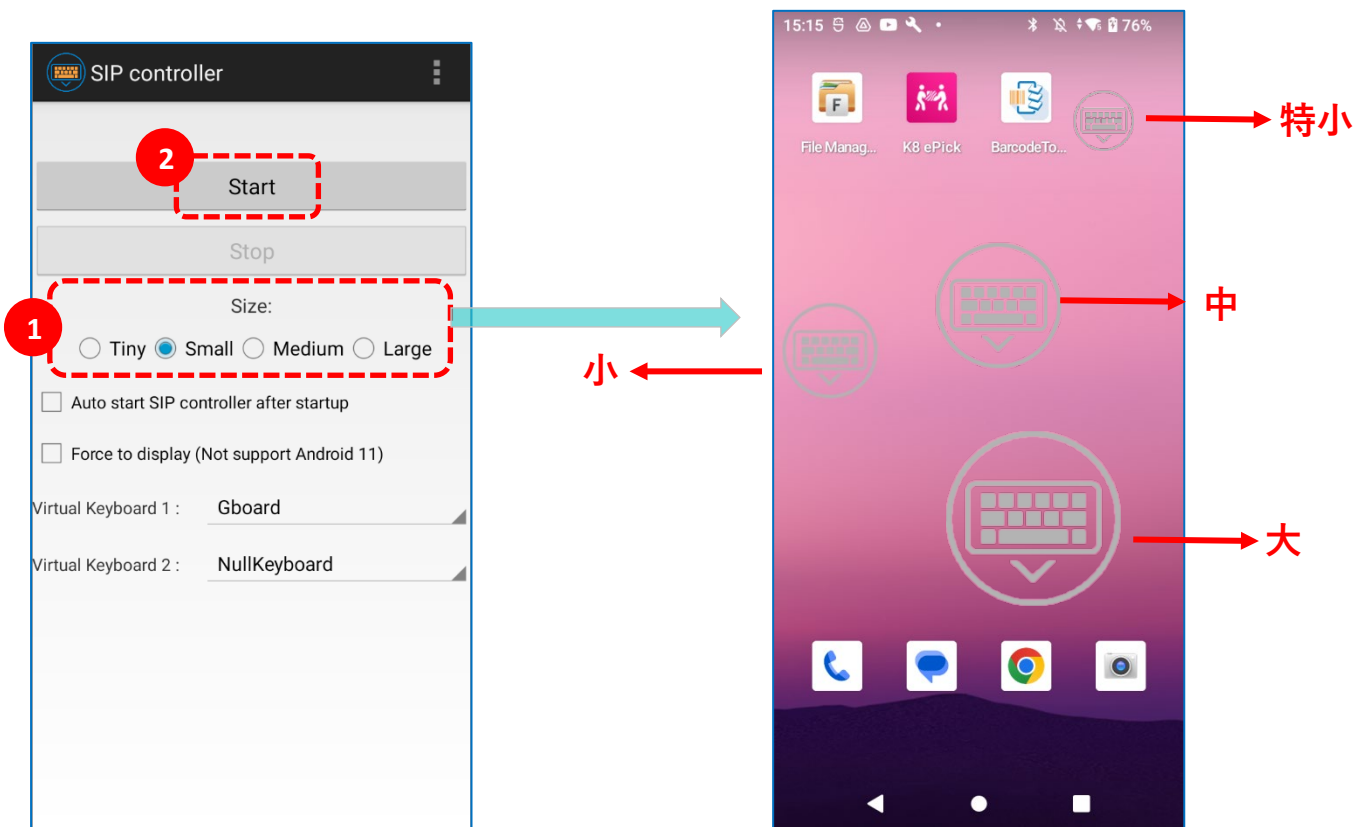 SIP controller
2
Start
Stop
1
Size:
Tiny Small Medium Large
Auto start SIP controller after startup
Force to display (Not support Android 11)
Virtual Keyboard 1 : Gboard
Virtual Keyboard 2 : NullKeyboard
15:15 76%
F
File Manag... K8 ePick BarcodeTo...
特小
中
小
大